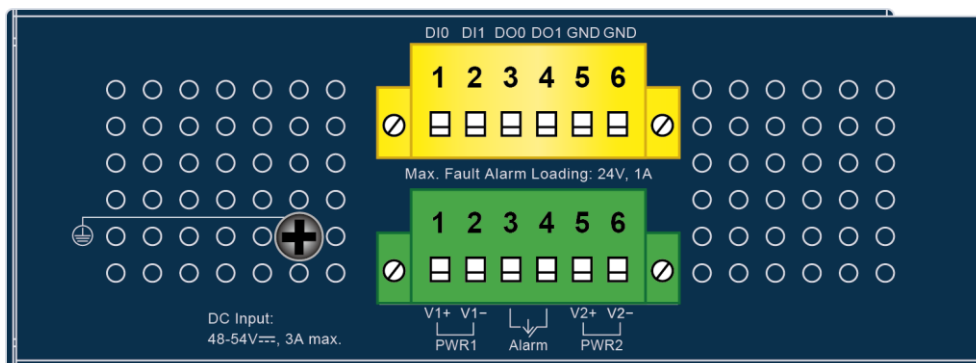 DI0 DI1 DO0 DO1 GND GND
1 2 3 4 5 6
Max. Fault Alarm Loading: 24V, 1A
1 2 3 4 5 6
V1+ V1− V2+ V2−
PWR1 Alarm PWR2
DC Input:
48-54V⎓, 3A max.